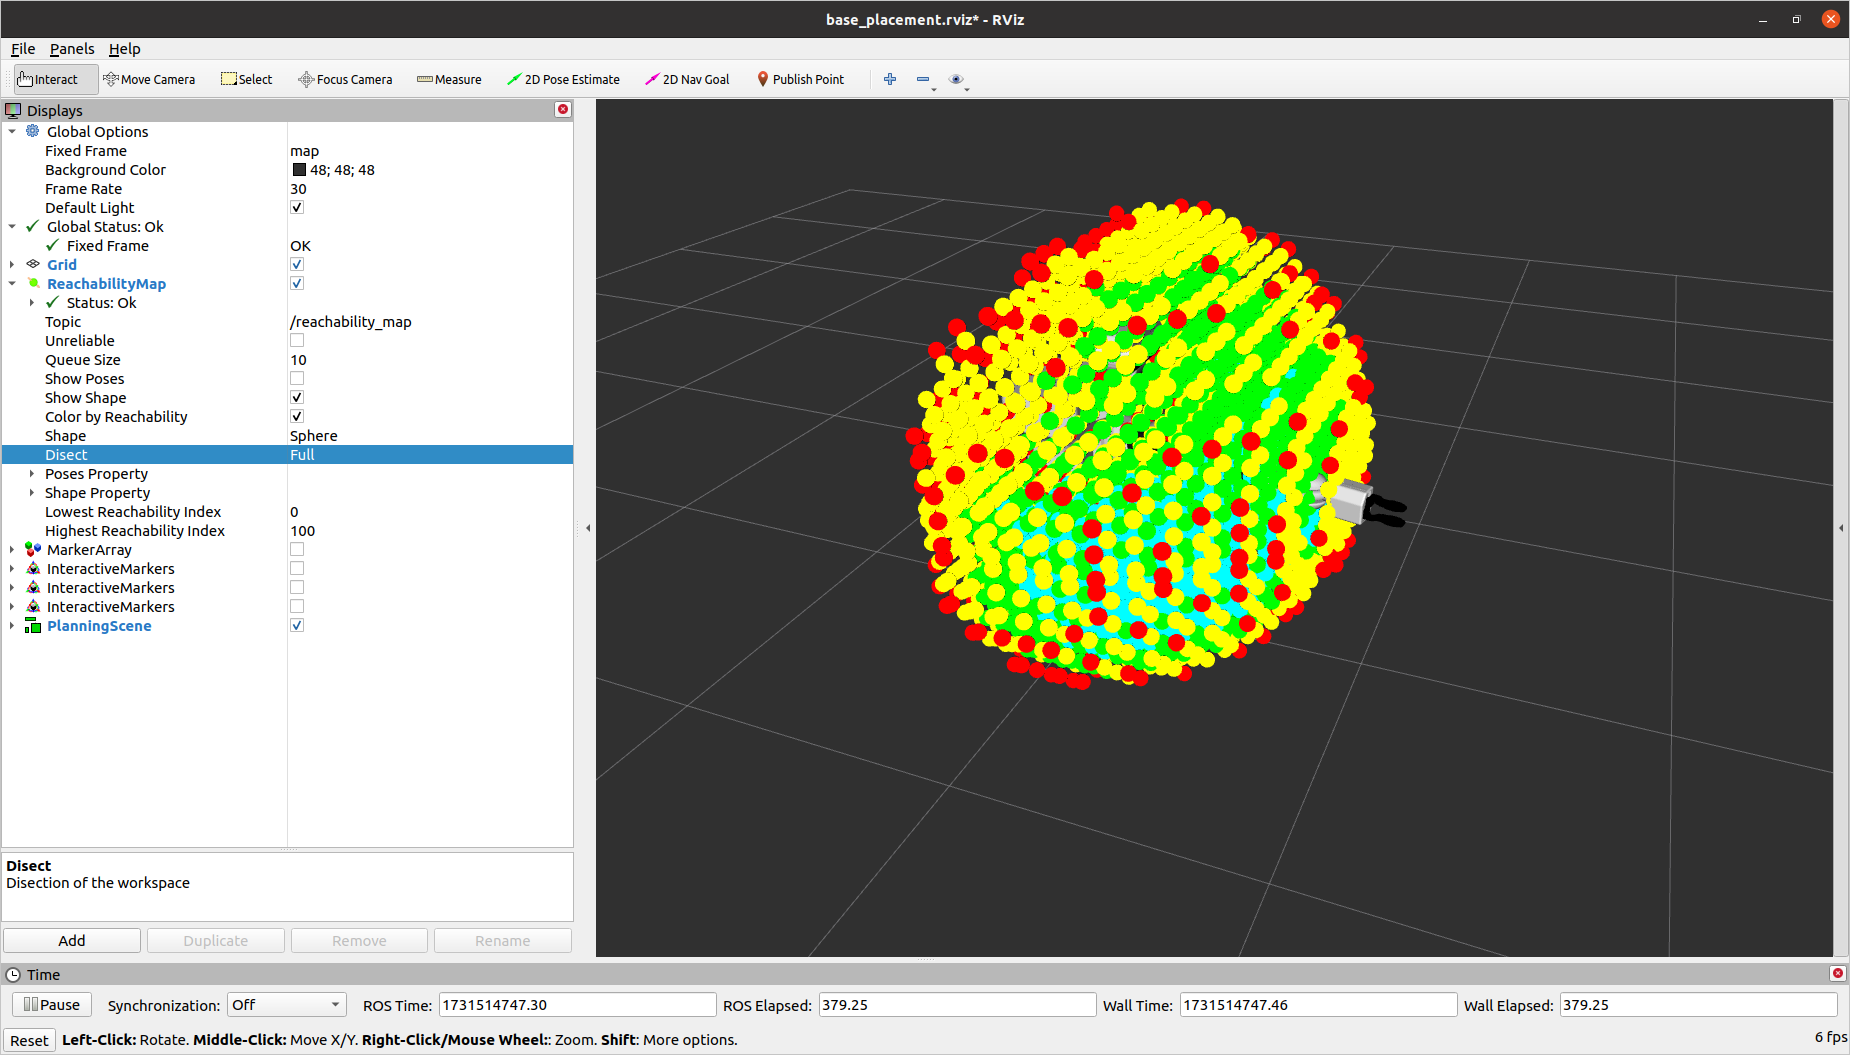 base_placement.rviz* - RViz
File Panels Help
Interact Move Camera Select Focus Camera Measure 2D Pose Estimate 2D Nav Goal Publish Point
Displays
Global Options
Fixed Frame map
Background Color 48; 48; 48
Frame Rate 30
Default Light
Global Status: Ok
Fixed Frame OK
Grid
ReachabilityMap
Status: Ok
Topic /reachability_map
Unreliable
Queue Size 10
Show Poses
Show Shape
Color by Reachability
Shape Sphere
Disect Full
Poses Property
Shape Property
Lowest Reachability Index 0
Highest Reachability Index 100
MarkerArray
InteractiveMarkers
InteractiveMarkers
InteractiveMarkers
PlanningScene
Disect
Disection of the workspace
Add Duplicate Remove Rename
Time
Pause Synchronization: Off ROS Time: 1731514747.30 ROS Elapsed: 379.25 Wall Time: 1731514747.46 Wall Elapsed: 379.25
Reset Left-Click: Rotate. Middle-Click: Move X/Y. Right-Click/Mouse Wheel:: Zoom. Shift: More options. 6 fps